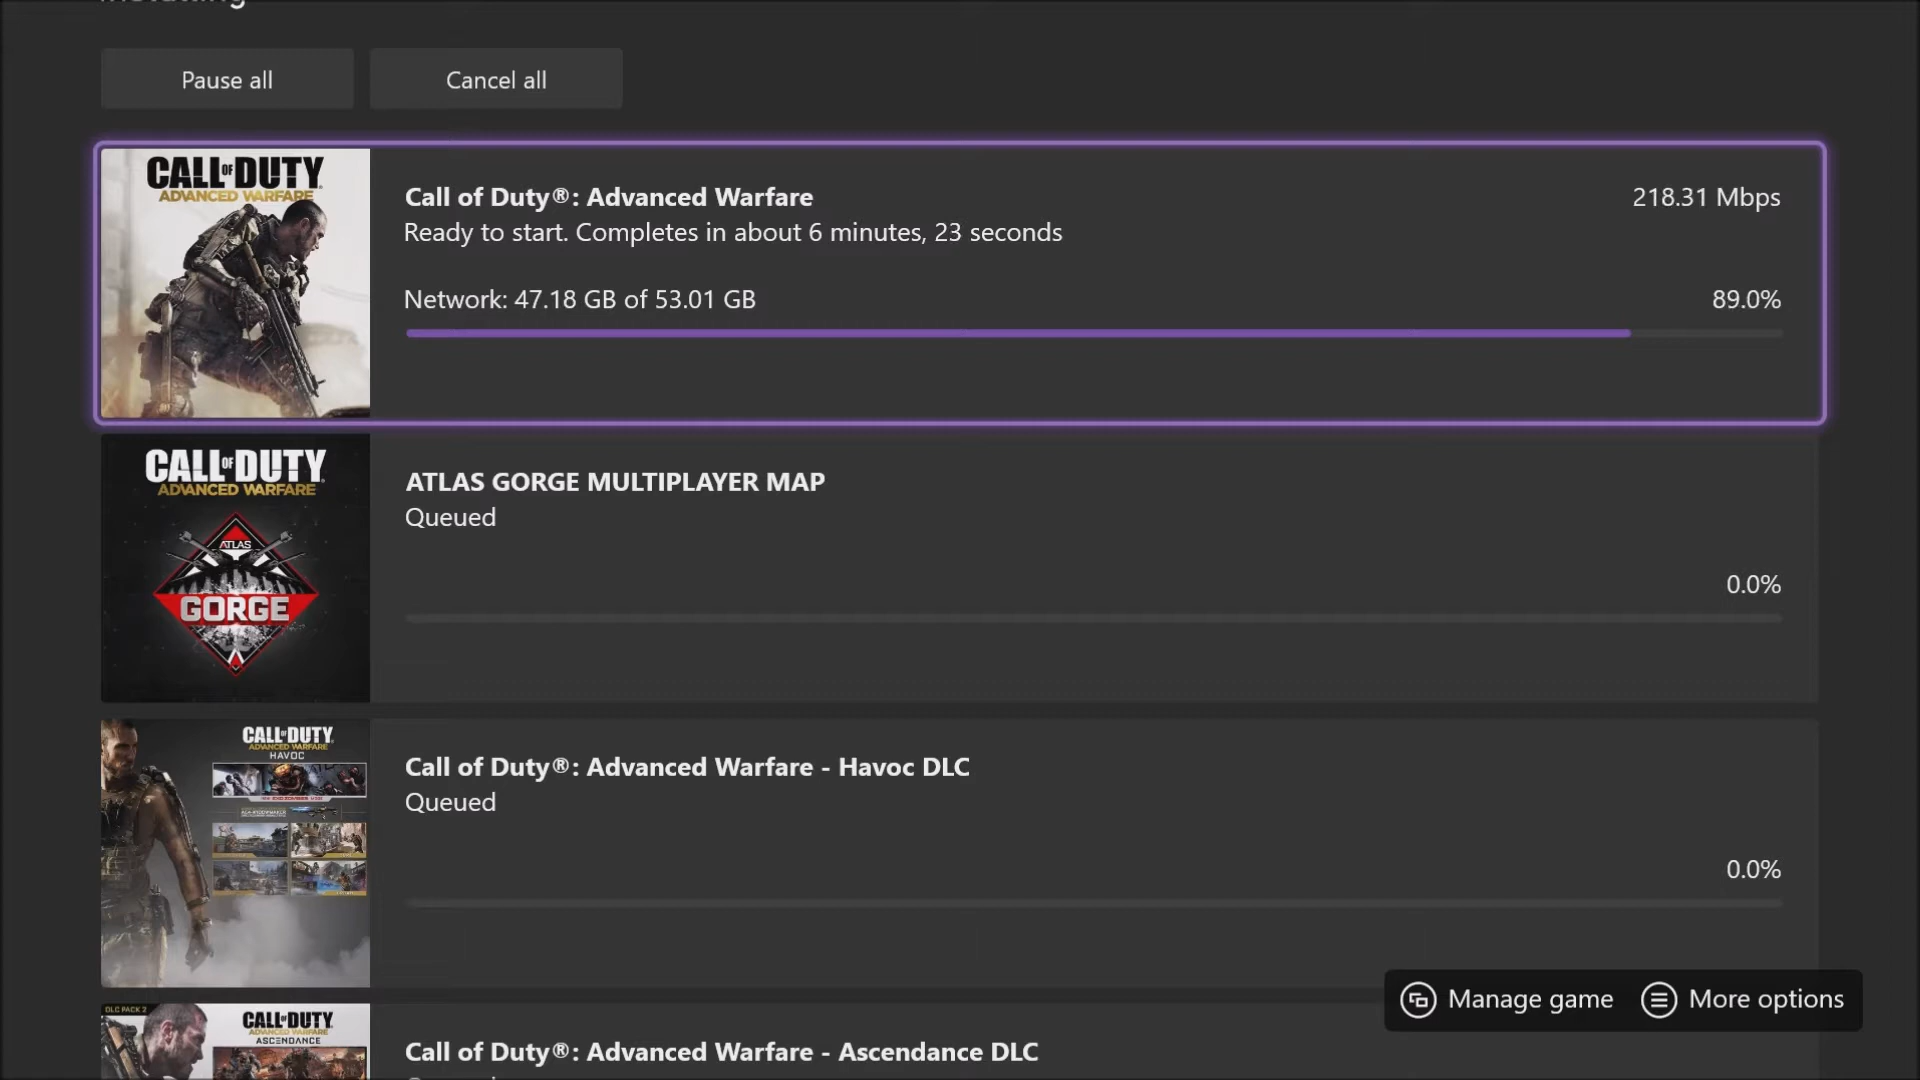 Installing
Pause all
Cancel all
CALL OF DUTY
ADVANCED WARFARE
Call of Duty®: Advanced Warfare
218.31 Mbps
Ready to start. Completes in about 6 minutes, 23 seconds
Network: 47.18 GB of 53.01 GB
89.0%
CALL OF DUTY
ADVANCED WARFARE
ATLAS
GORGE
ATLAS GORGE MULTIPLAYER MAP
Queued
0.0%
CALL OF DUTY
ADVANCED WARFARE
HAVOC
Call of Duty®: Advanced Warfare - Havoc DLC
Queued
0.0%
Manage game
More options
DLC PACK 2
CALL OF DUTY
ADVANCED WARFARE
ASCENDANCE
Call of Duty®: Advanced Warfare - Ascendance DLC